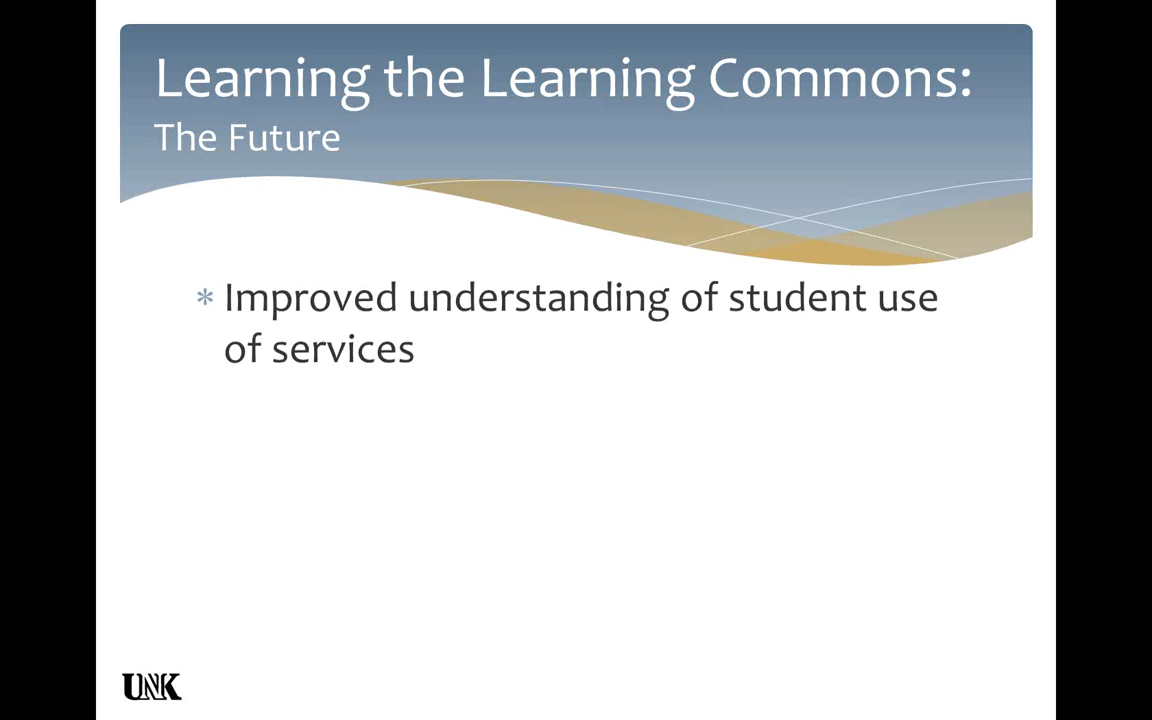 Learning the Learning Commons:
The Future
* Improved understanding of student use
of services
UNK